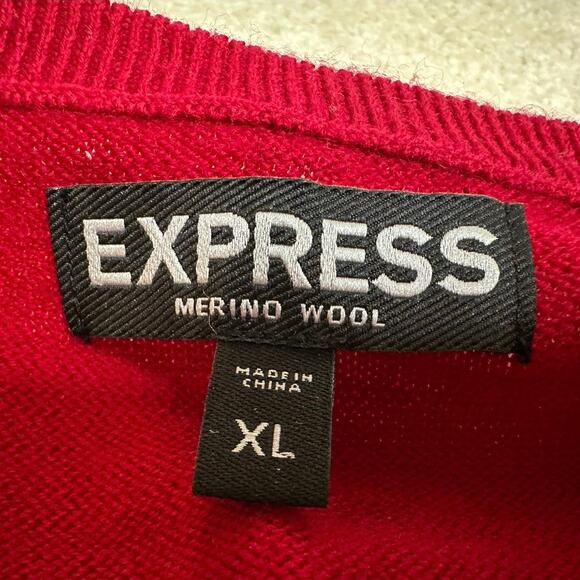 EXPRESS
MERINO WOOL
MADE IN
CHINA
XL